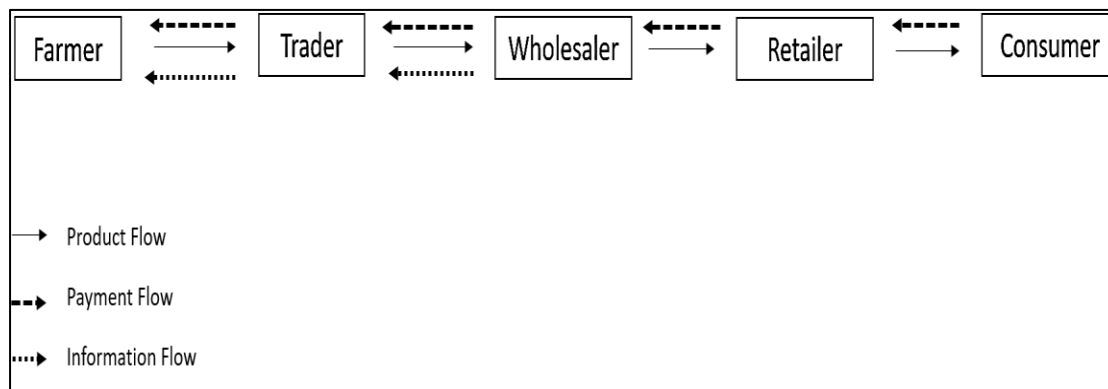 Farmer Trader Wholesaler Retailer Consumer
Product Flow
Payment Flow
Information Flow